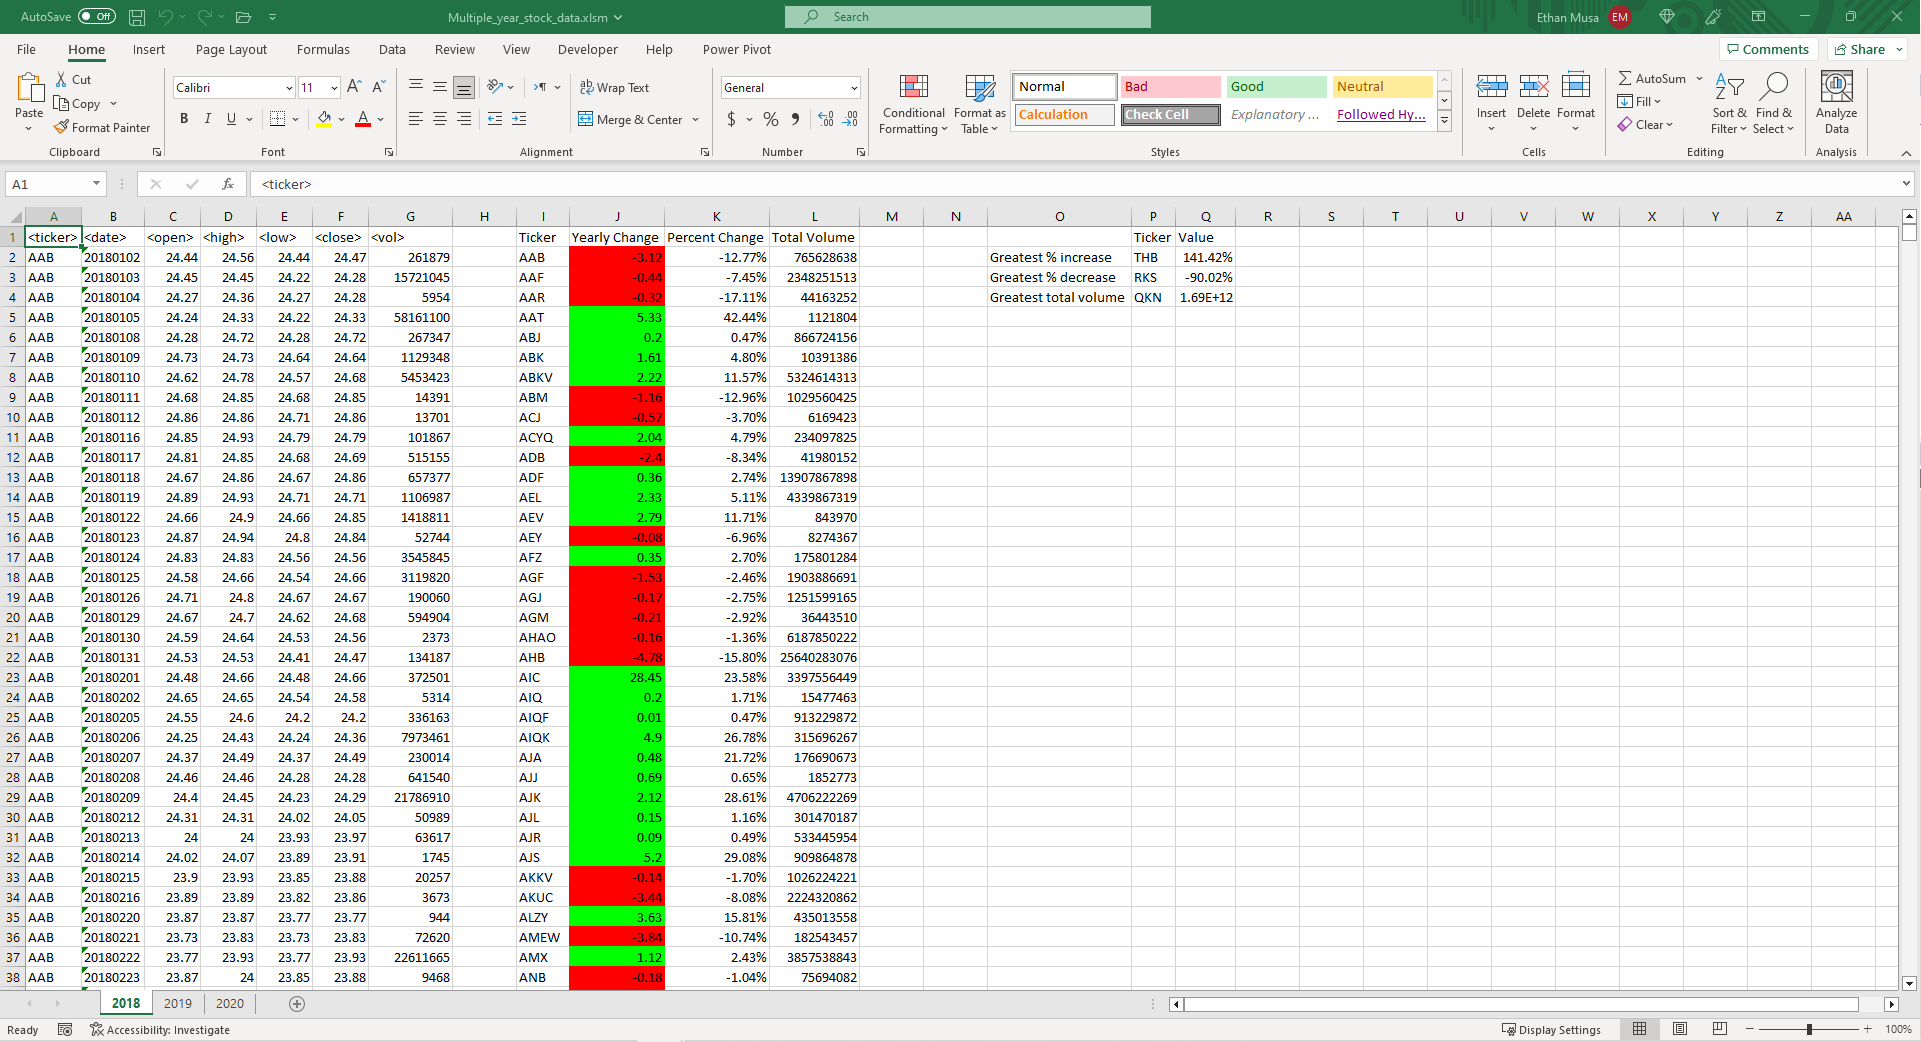 AutoSave Off Multiple_year_stock_data.xlsm Search Ethan Musa EM
File Home Insert Page Layout Formulas Data Review View Developer Help Power Pivot Comments Share
Paste Cut Copy Format Painter
Calibri 11 B I U A
Wrap Text Merge & Center
General $ %
Conditional Formatting Format as Table
Normal Bad Good Neutral
Calculation Check Cell Explanatory ... Followed Hy...
Insert Delete Format
AutoSum Fill Clear Sort & Filter Find & Select
Analyze Data
Clipboard Font Alignment Number Styles Cells Editing Analysis
A1 fx <ticker>
A B C D E F G H I J K L M N O P Q R S T U V W X Y Z AA
1 <ticker> <date> <open> <high> <low> <close> <vol> Ticker Yearly Change Percent Change Total Volume Ticker Value
2 AAB 20180102 24.44 24.56 24.44 24.47 261879 AAB -3.12 -12.77% 765628638 Greatest % increase THB 141.42%
3 AAB 20180103 24.45 24.45 24.22 24.28 15721045 AAF -0.44 -7.45% 2348251513 Greatest % decrease RKS -90.02%
4 AAB 20180104 24.27 24.36 24.27 24.28 5954 AAR -0.32 -17.11% 44163252 Greatest total volume QKN 1.69E+12
5 AAB 20180105 24.24 24.33 24.22 24.33 58161100 AAT 5.33 42.44% 1121804
6 AAB 20180108 24.28 24.72 24.28 24.72 267347 ABJ 0.2 0.47% 866724156
7 AAB 20180109 24.73 24.73 24.64 24.64 1129348 ABK 1.61 4.80% 10391386
8 AAB 20180110 24.62 24.78 24.57 24.68 5453423 ABKV 2.22 11.57% 5324614313
9 AAB 20180111 24.68 24.85 24.68 24.85 14391 ABM -1.16 -12.96% 1029560425
10 AAB 20180112 24.86 24.86 24.71 24.86 13701 ACJ -0.57 -3.70% 6169423
11 AAB 20180116 24.85 24.93 24.79 24.79 101867 ACYQ 2.04 4.79% 234097825
12 AAB 20180117 24.81 24.85 24.68 24.69 515155 ADB -2.4 -8.34% 41980152
13 AAB 20180118 24.67 24.86 24.67 24.86 657377 ADF 0.36 2.74% 13907867898
14 AAB 20180119 24.89 24.93 24.71 24.71 1106987 AEL 2.33 5.11% 4339867319
15 AAB 20180122 24.66 24.9 24.66 24.85 1418811 AEV 2.79 11.71% 843970
16 AAB 20180123 24.87 24.94 24.8 24.84 52744 AEY -0.08 -6.96% 8274367
17 AAB 20180124 24.83 24.83 24.56 24.56 3545845 AFZ 0.35 2.70% 175801284
18 AAB 20180125 24.58 24.66 24.54 24.66 3119820 AGF -1.53 -2.46% 1903886691
19 AAB 20180126 24.71 24.8 24.67 24.67 190060 AGJ -0.17 -2.75% 1251599165
20 AAB 20180129 24.67 24.7 24.62 24.68 594904 AGM -0.21 -2.92% 36443510
21 AAB 20180130 24.59 24.64 24.53 24.56 2373 AHAO -0.16 -1.36% 6187850222
22 AAB 20180131 24.53 24.53 24.41 24.47 134187 AHB -4.78 -15.80% 25640283076
23 AAB 20180201 24.48 24.66 24.48 24.66 372501 AIC 28.45 23.58% 3397556449
24 AAB 20180202 24.65 24.65 24.54 24.58 5314 AIQ 0.2 1.71% 15477463
25 AAB 20180205 24.55 24.6 24.2 24.2 336163 AIQF 0.01 0.47% 913229872
26 AAB 20180206 24.25 24.43 24.24 24.36 7973461 AIQK 4.9 26.78% 315696267
27 AAB 20180207 24.37 24.49 24.37 24.49 230014 AJA 0.48 21.72% 176690673
28 AAB 20180208 24.46 24.46 24.28 24.28 641540 AJJ 0.69 0.65% 1852773
29 AAB 20180209 24.4 24.45 24.23 24.29 21786910 AJK 2.12 28.61% 4706222269
30 AAB 20180212 24.31 24.31 24.02 24.05 50989 AJL 0.15 1.16% 301470187
31 AAB 20180213 24 24 23.93 23.97 63617 AJR 0.09 0.49% 533445954
32 AAB 20180214 24.02 24.07 23.89 23.91 1745 AJS 5.2 29.08% 909864878
33 AAB 20180215 23.9 23.93 23.85 23.88 20257 AKKV -0.14 -1.70% 1026224221
34 AAB 20180216 23.89 23.89 23.82 23.86 3673 AKUC -3.44 -8.08% 2224320862
35 AAB 20180220 23.87 23.87 23.77 23.77 944 ALZY 3.63 15.81% 435013558
36 AAB 20180221 23.73 23.83 23.73 23.83 72620 AMEW -3.84 -10.74% 182543457
37 AAB 20180222 23.77 23.93 23.77 23.93 22611665 AMX 1.12 2.43% 3857538843
38 AAB 20180223 23.87 24 23.85 23.88 9468 ANB -0.18 -1.04% 75694082
2018 2019 2020
Ready Accessibility: Investigate Display Settings 100%